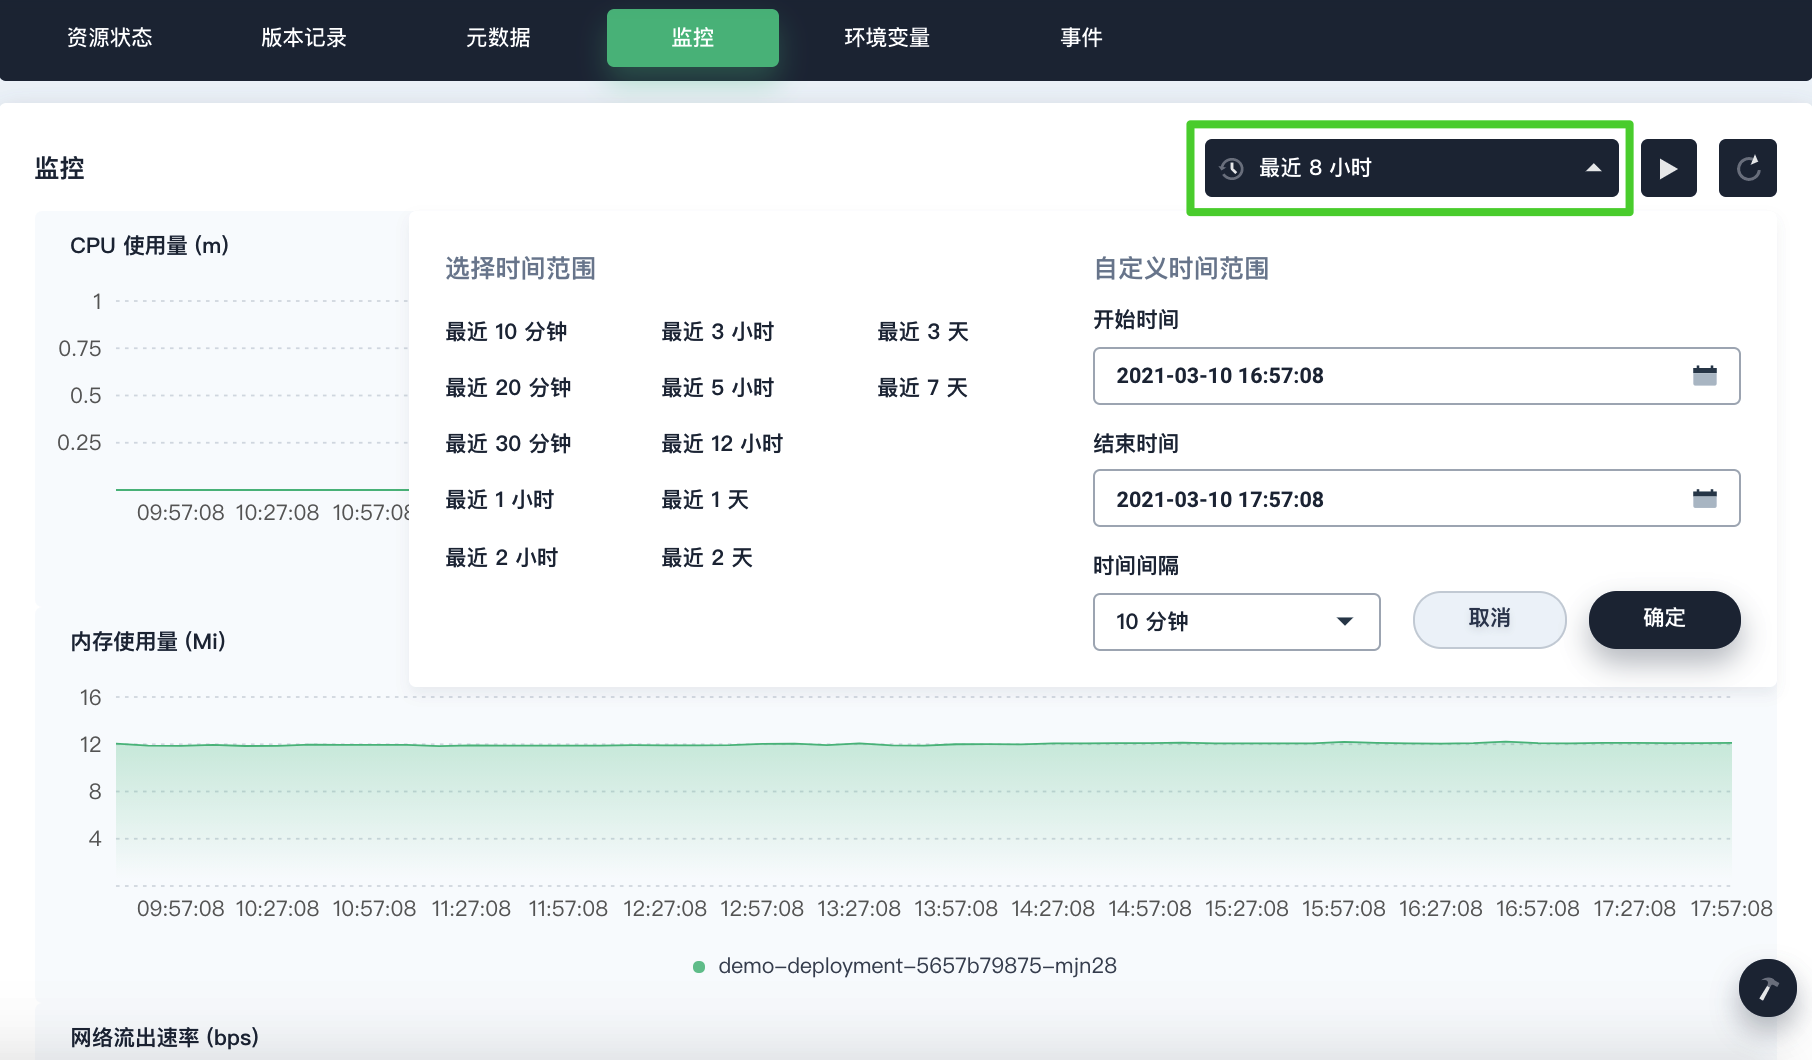 资源状态 版本记录 元数据 监控 环境变量 事件
监控
最近 8 小时
CPU 使用量 (m)
1
0.75
0.5
0.25
09:57:08 10:27:08 10:57:08
选择时间范围
最近 10 分钟 最近 3 小时 最近 3 天
最近 20 分钟 最近 5 小时 最近 7 天
最近 30 分钟 最近 12 小时
最近 1 小时 最近 1 天
最近 2 小时 最近 2 天
自定义时间范围
开始时间
2021-03-10 16:57:08
结束时间
2021-03-10 17:57:08
时间间隔
10 分钟 取消 确定
内存使用量 (Mi)
16
12
8
4
09:57:08 10:27:08 10:57:08 11:27:08 11:57:08 12:27:08 12:57:08 13:27:08 13:57:08 14:27:08 14:57:08 15:27:08 15:57:08 16:27:08 16:57:08 17:27:08 17:57:08
demo-deployment-5657b79875-mjn28
网络流出速率 (bps)